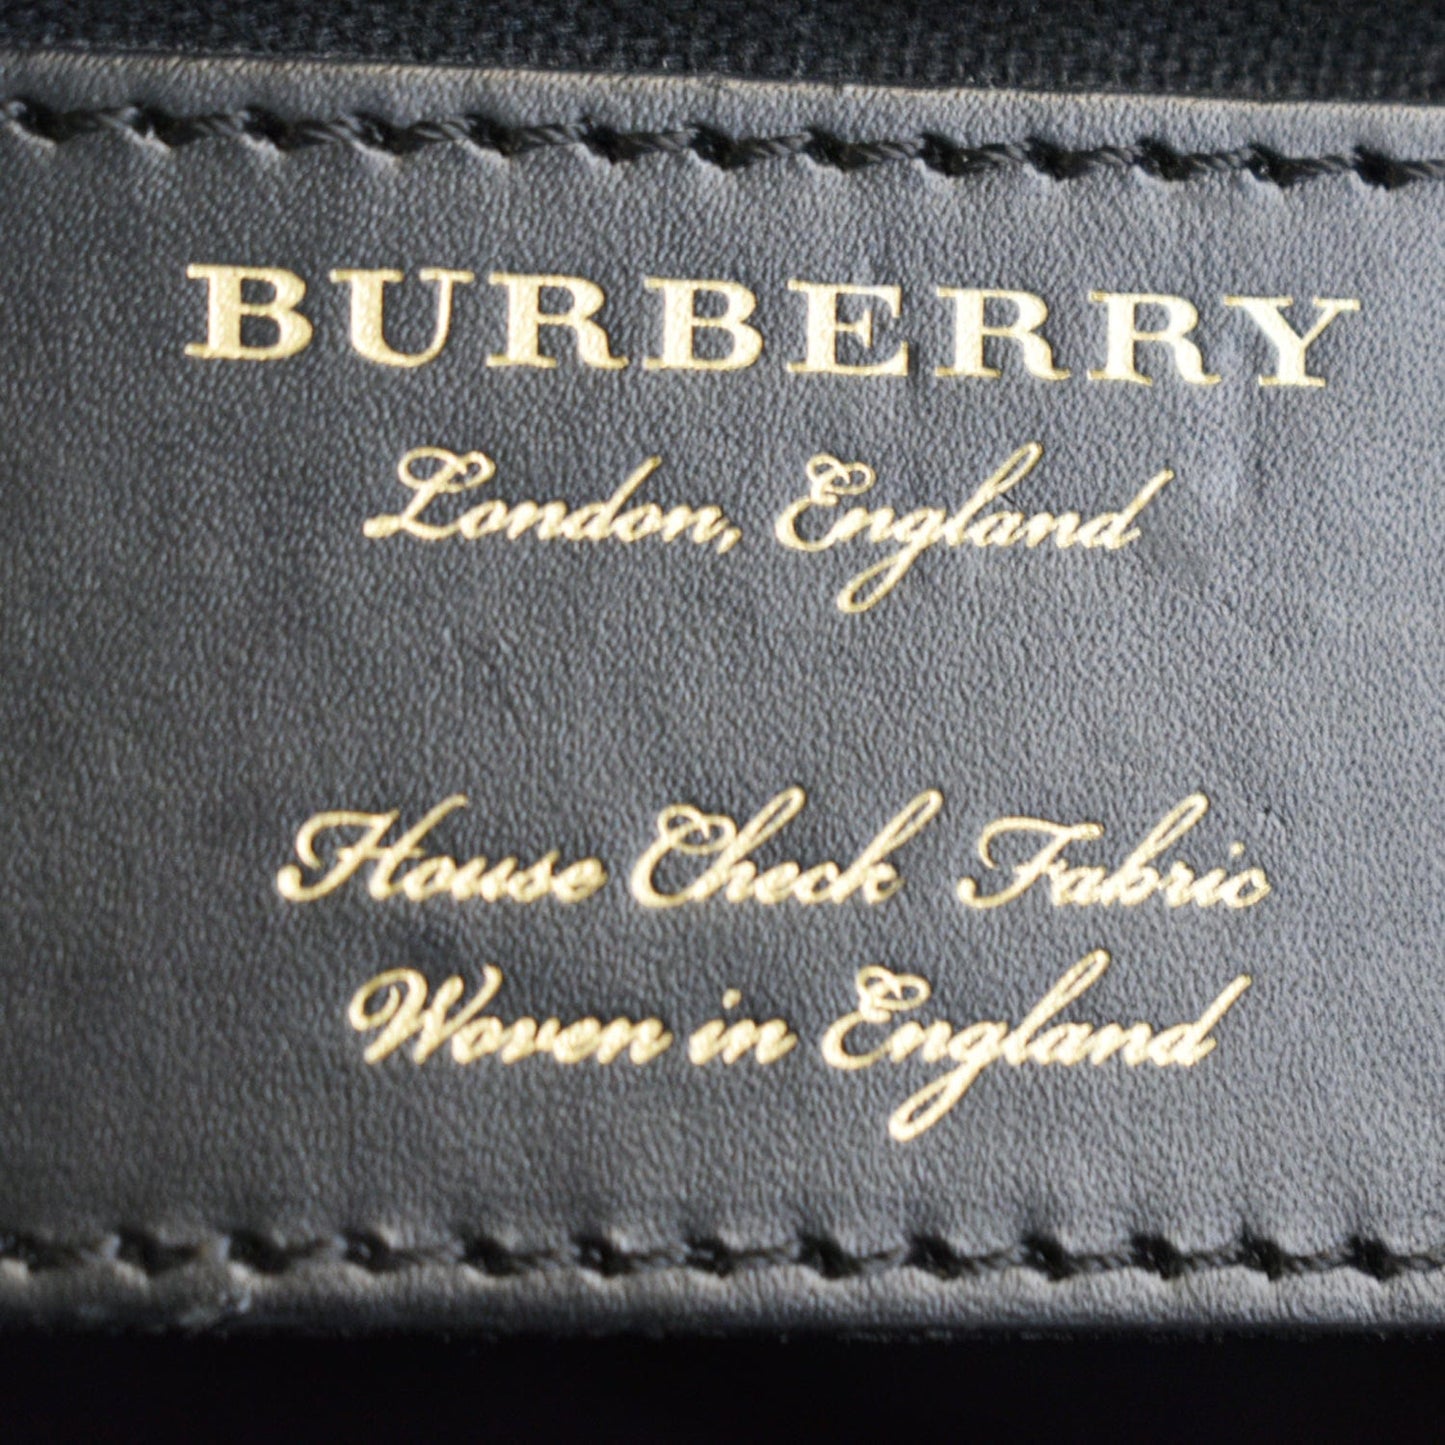 BURBERRY
London, England
House Check Fabric
Woven in England